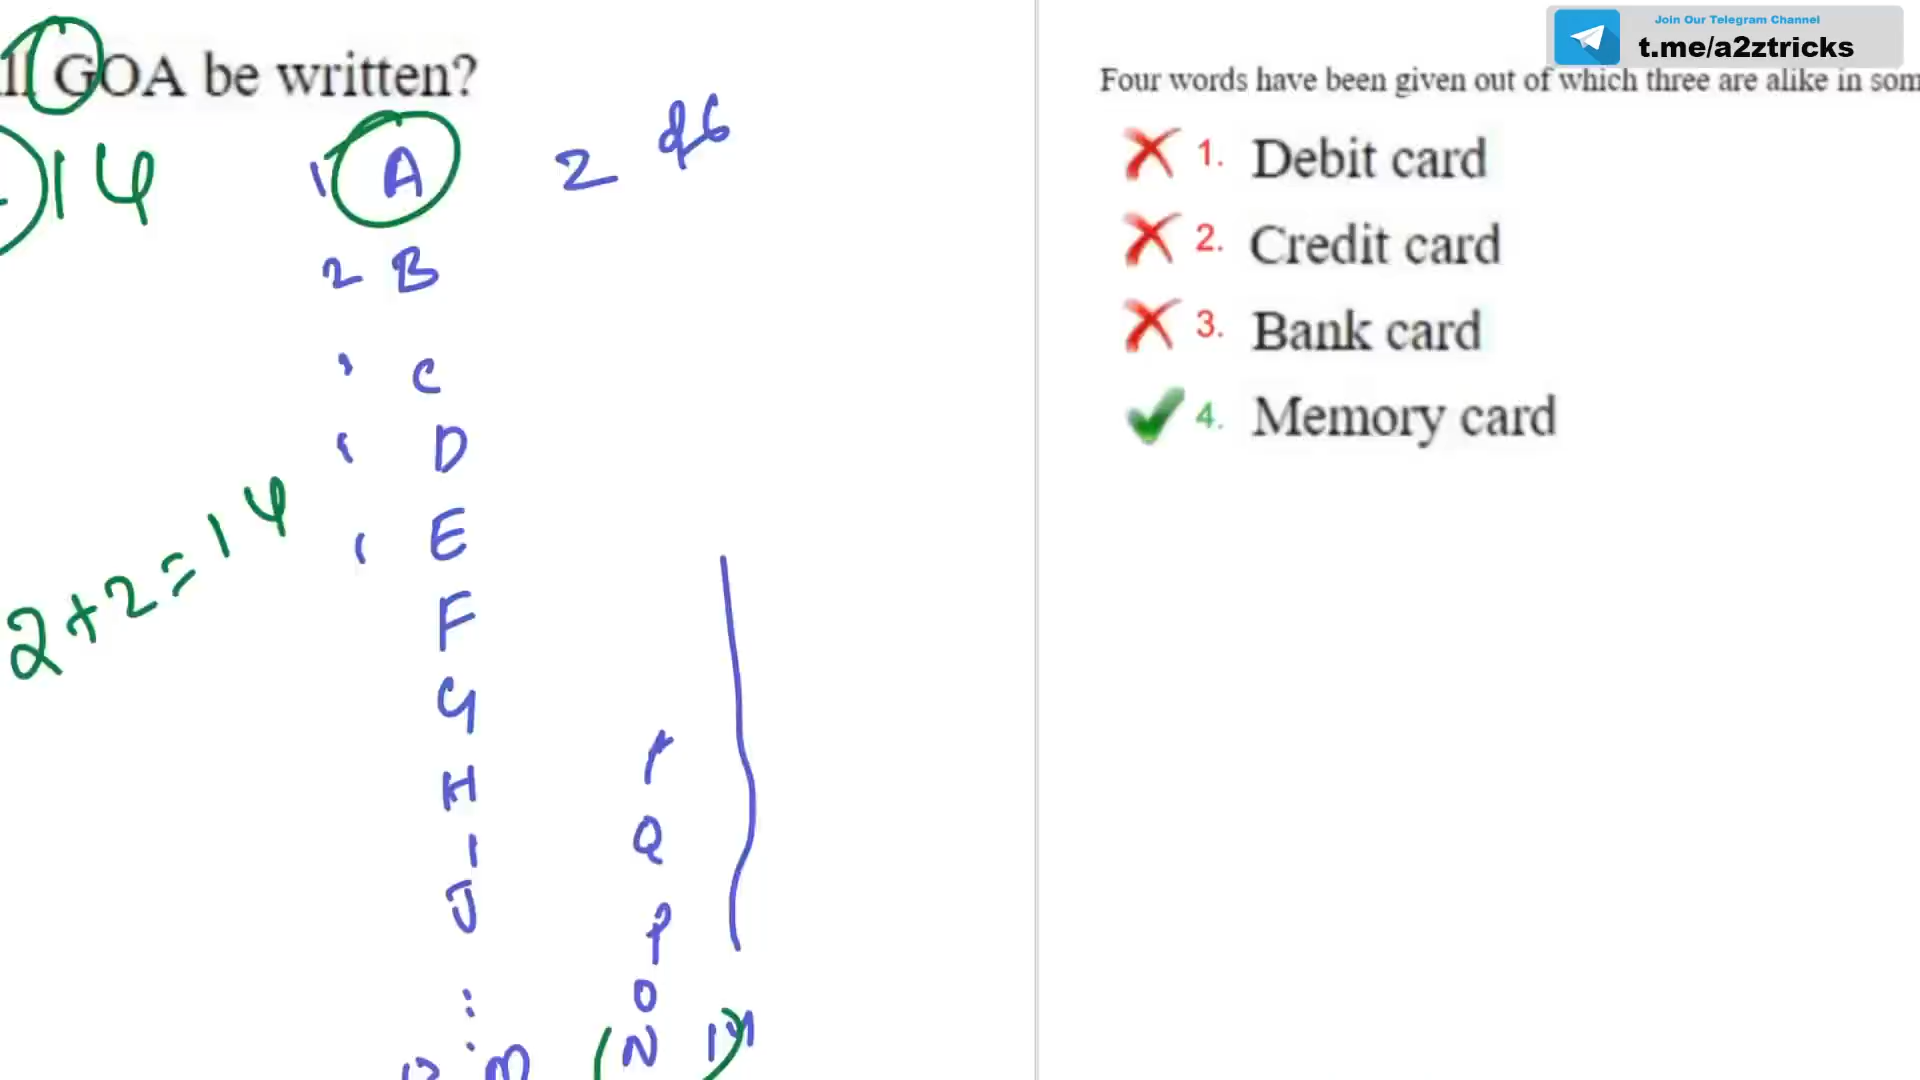 GOA be written?
14
1 A 2
2 B
C
D
E
2+2=14
F
G
H
I
Q
J
P
O
N 14
M
Join Our Telegram Channel
t.me/a2ztricks
Four words have been given out of which three are alike in som
1. Debit card
2. Credit card
3. Bank card
4. Memory card